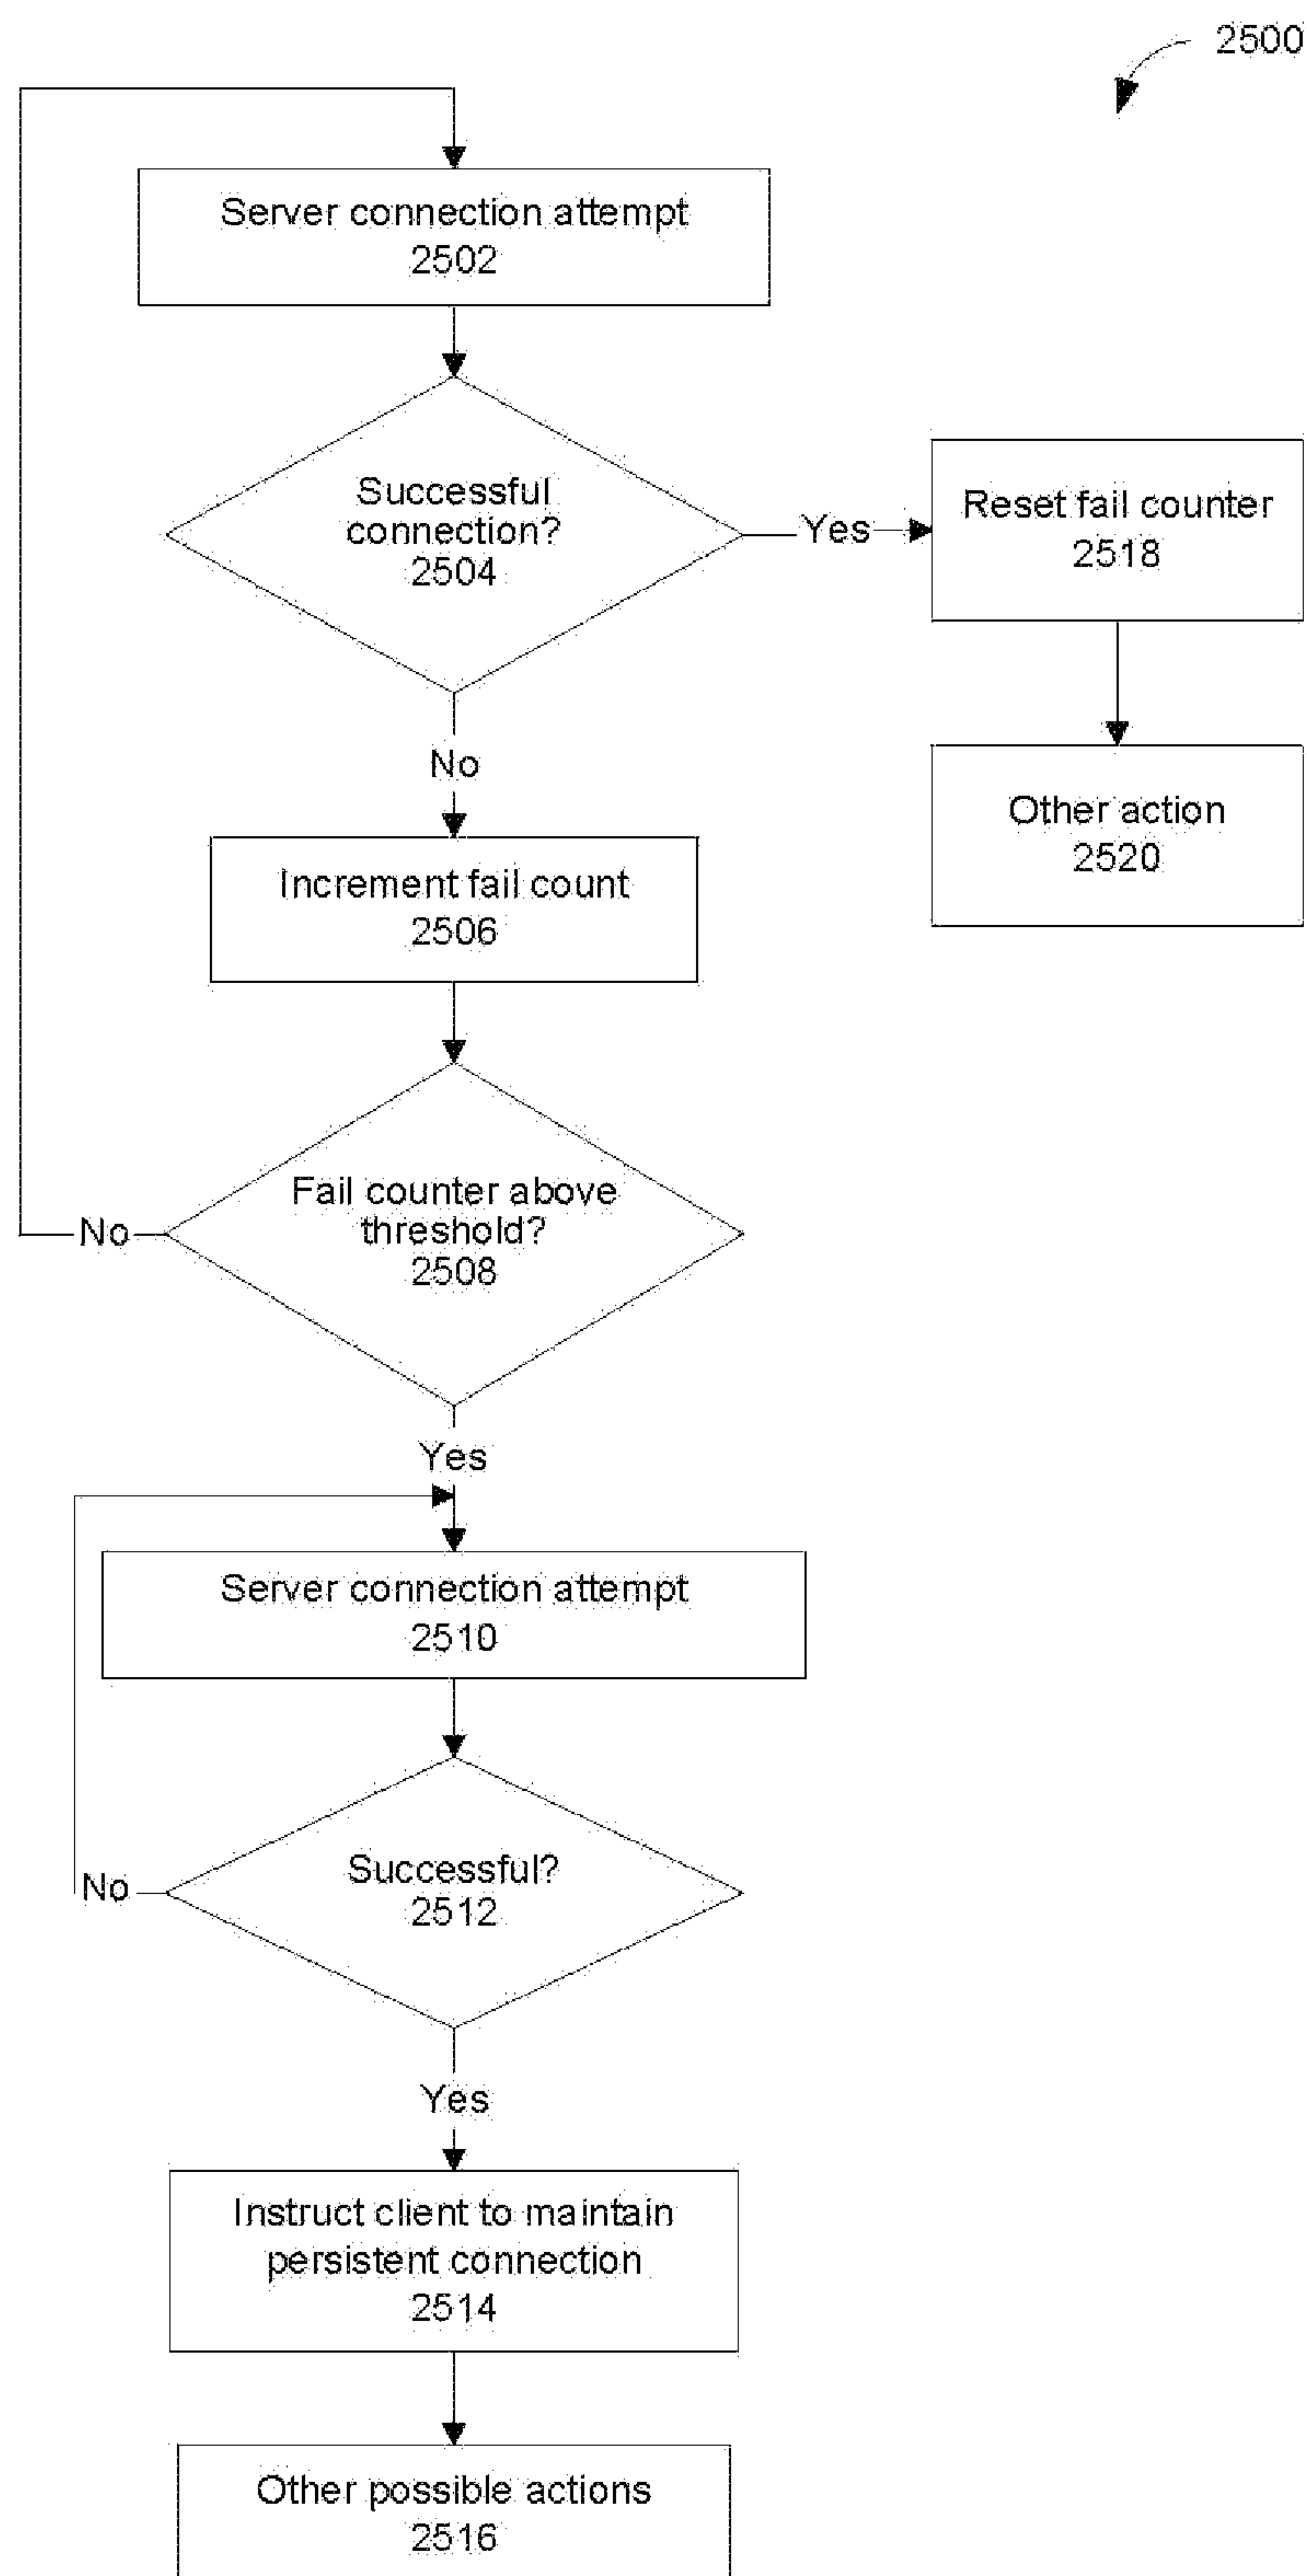 2500
Server connection attempt
2502
Successful
connection?
2504
Yes
Reset fail counter
2518
No
Other action
2520
Increment fail count
2506
Fail counter above
threshold?
2508
No
Yes
Server connection attempt
2510
Successful?
2512
No
Yes
Instruct client to maintain
persistent connection
2514
Other possible actions
2516